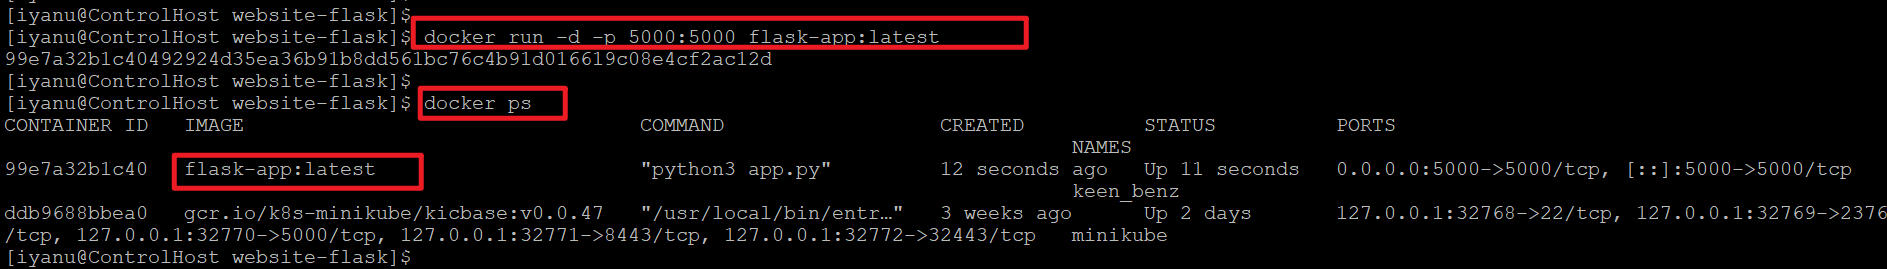 [iyanu@ControlHost website-flask]$
[iyanu@ControlHost website-flask]$ docker run -d -p 5000:5000 flask-app:latest
99e7a32b1c40492924d35ea36b91b8dd561bc76c4b91d016619c08e4cf2ac12d
[iyanu@ControlHost website-flask]$
[iyanu@ControlHost website-flask]$ docker ps
CONTAINER ID   IMAGE                                 COMMAND                  CREATED          STATUS          PORTS
NAMES
99e7a32b1c40   flask-app:latest                      "python3 app.py"         12 seconds ago   Up 11 seconds   0.0.0.0:5000->5000/tcp, [::]:5000->5000/tcp
keen_benz
ddb9688bbea0   gcr.io/k8s-minikube/kicbase:v0.0.47   "/usr/local/bin/entr…"   3 weeks ago      Up 2 days       127.0.0.1:32768->22/tcp, 127.0.0.1:32769->2376
/tcp, 127.0.0.1:32770->5000/tcp, 127.0.0.1:32771->8443/tcp, 127.0.0.1:32772->32443/tcp   minikube
[iyanu@ControlHost website-flask]$